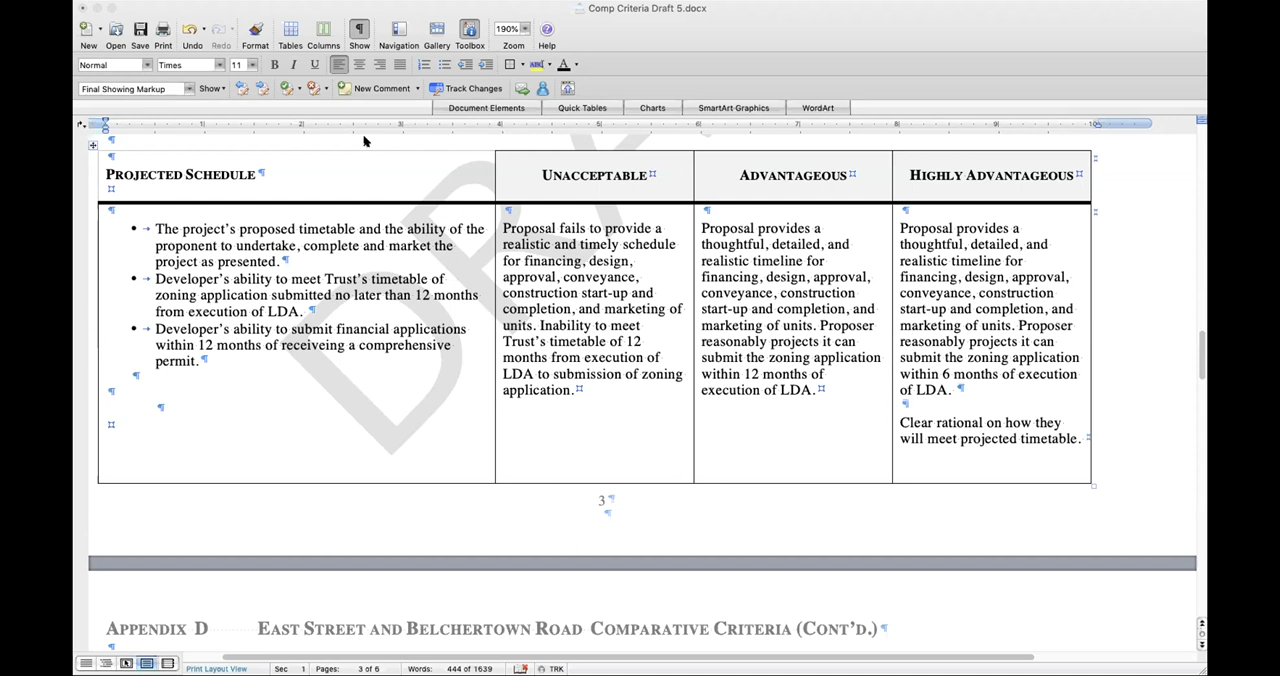 Comp Criteria Draft 5.docx
New Open Save Print Undo Redo Format Tables Columns Show Navigation Gallery Toolbox Zoom Help
190%
Normal Times 11 B I U ABC A
Final Showing Markup Show New Comment Track Changes
Document Elements Quick Tables Charts SmartArt Graphics WordArt
1 2 3 4 5 6 7 8 9 10
DRA
PROJECTED SCHEDULE
UNACCEPTABLE
ADVANTAGEOUS
HIGHLY ADVANTAGEOUS
• The project's proposed timetable and the ability of the
proponent to undertake, complete and market the
project as presented.
• Developer's ability to meet Trust's timetable of
zoning application submitted no later than 12 months
from execution of LDA.
• Developer's ability to submit financial applications
within 12 months of receiveing a comprehensive
permit.
Proposal fails to provide a
realistic and timely schedule
for financing, design,
approval, conveyance,
construction start-up and
completion, and marketing of
units. Inability to meet
Trust's timetable of 12
months from execution of
LDA to submission of zoning
application.
Proposal provides a
thoughtful, detailed, and
realistic timeline for
financing, design, approval,
conveyance, construction
start-up and completion, and
marketing of units. Proposer
reasonably projects it can
submit the zoning application
within 12 months of
execution of LDA.
Proposal provides a
thoughtful, detailed, and
realistic timeline for
financing, design, approval,
conveyance, construction
start-up and completion, and
marketing of units. Proposer
reasonably projects it can
submit the zoning application
within 6 months of execution
of LDA.
Clear rational on how they
will meet projected timetable.
3
APPENDIX D EAST STREET AND BELCHERTOWN ROAD COMPARATIVE CRITERIA (CONT'D.)
Print Layout View Sec 1 Pages: 3 of 6 Words: 444 of 1639 TRK